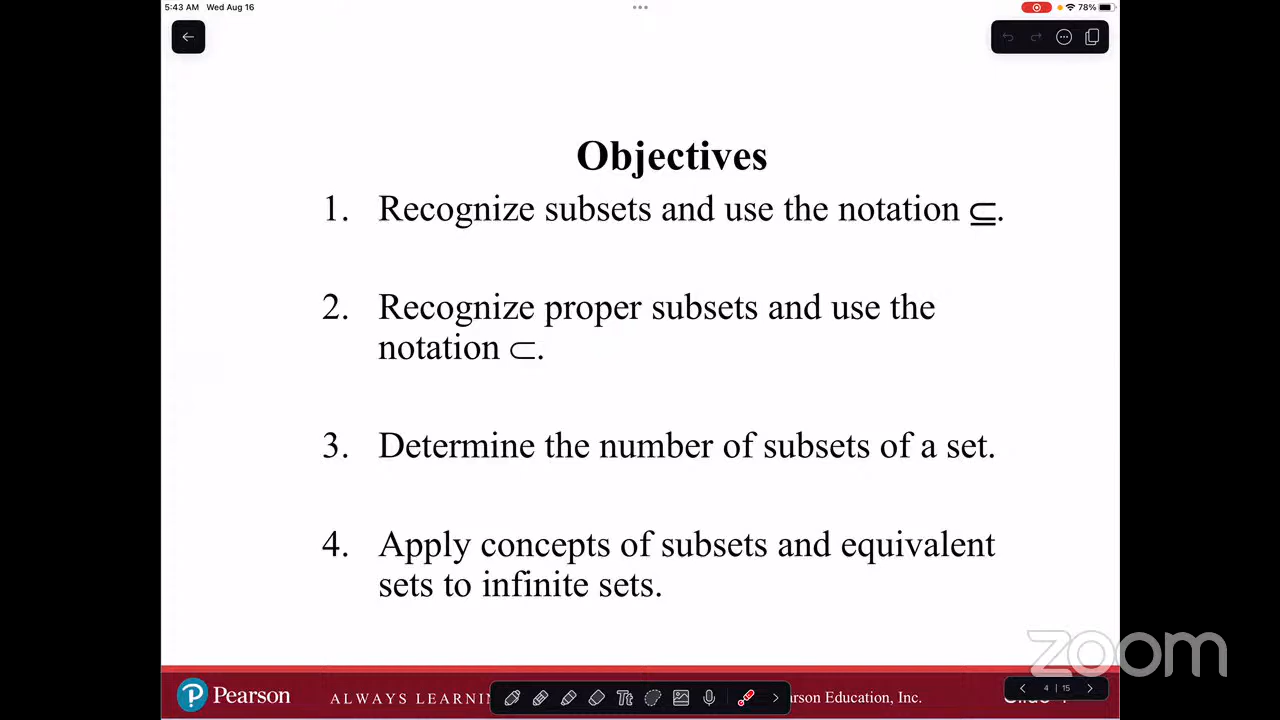 5:43 AM Wed Aug 16
78%
Objectives
1. Recognize subsets and use the notation ⊆.
2. Recognize proper subsets and use the
notation ⊂.
3. Determine the number of subsets of a set.
4. Apply concepts of subsets and equivalent
sets to infinite sets.
zoom
Pearson
ALWAYS LEARNIN
Tt
Education, Inc.
4 | 15